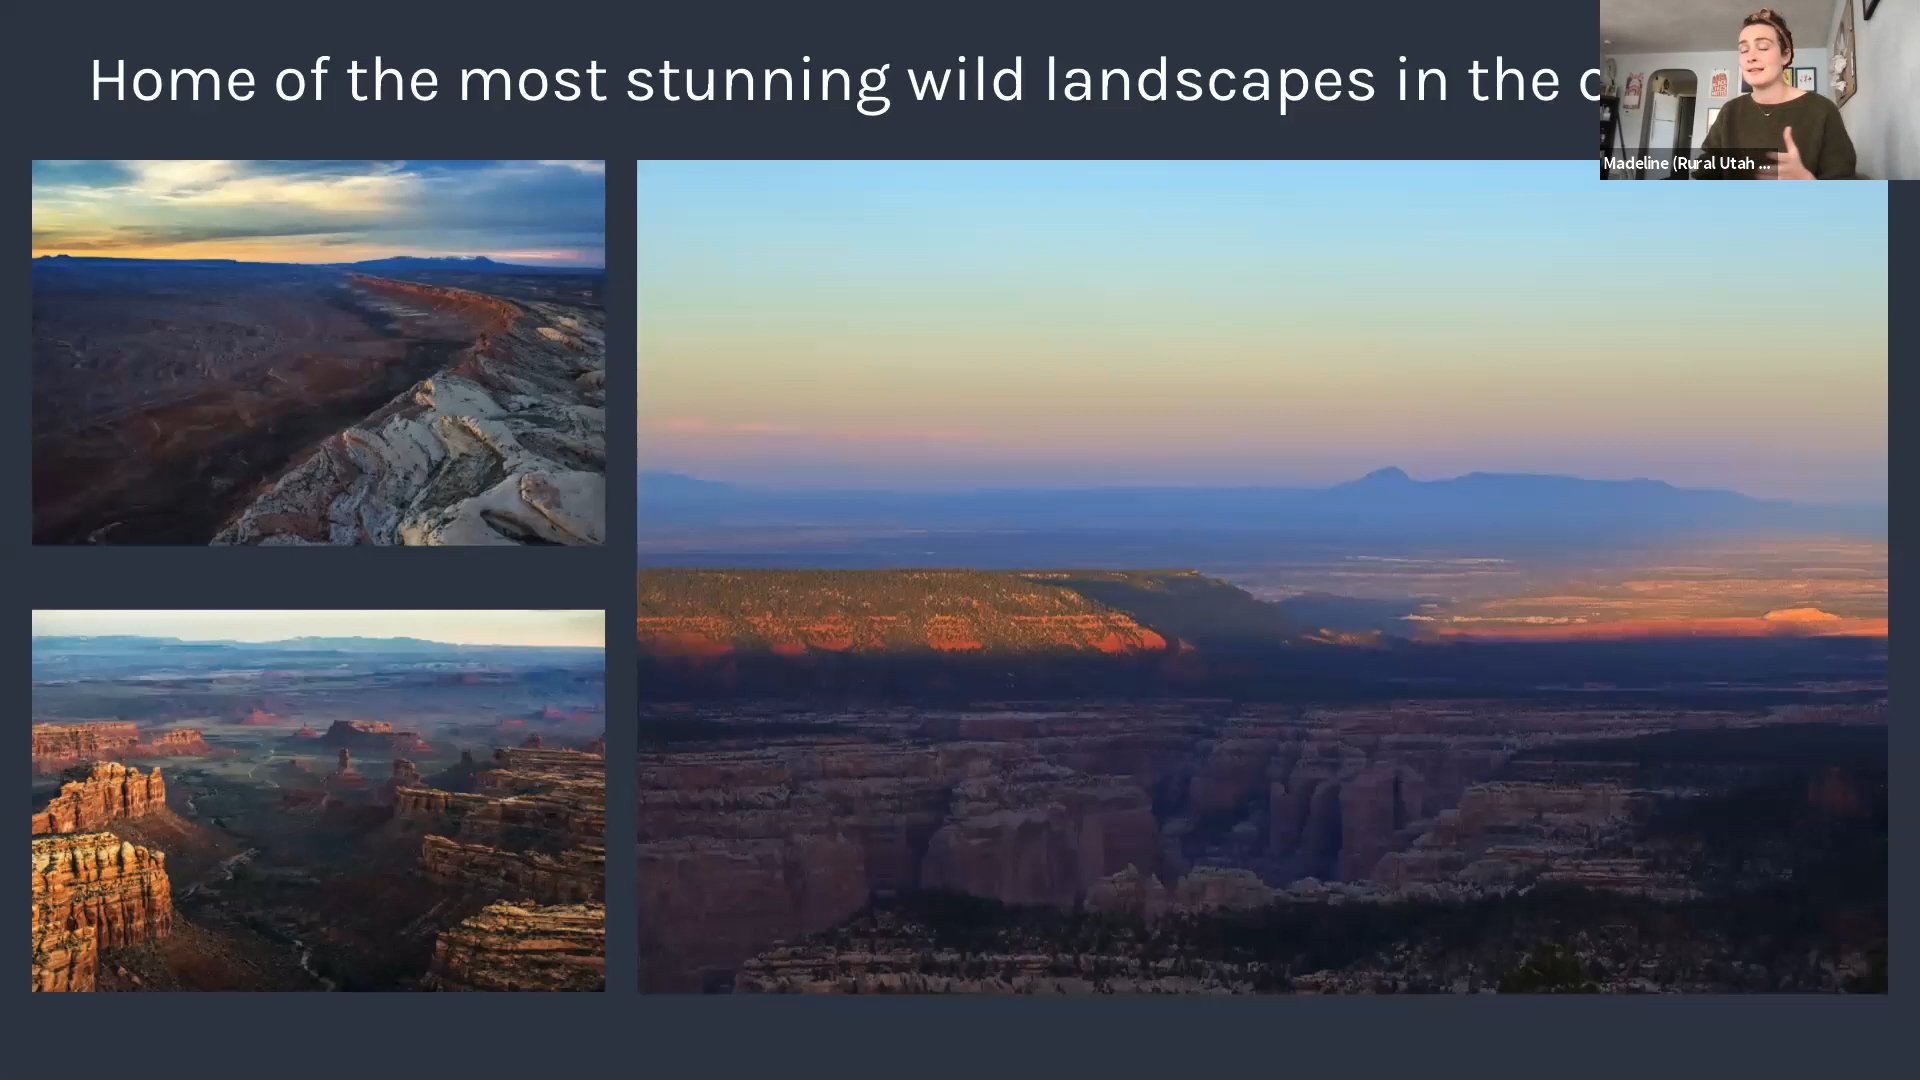 Home of the most stunning wild landscapes in the
Madeline (Rural Utah ...